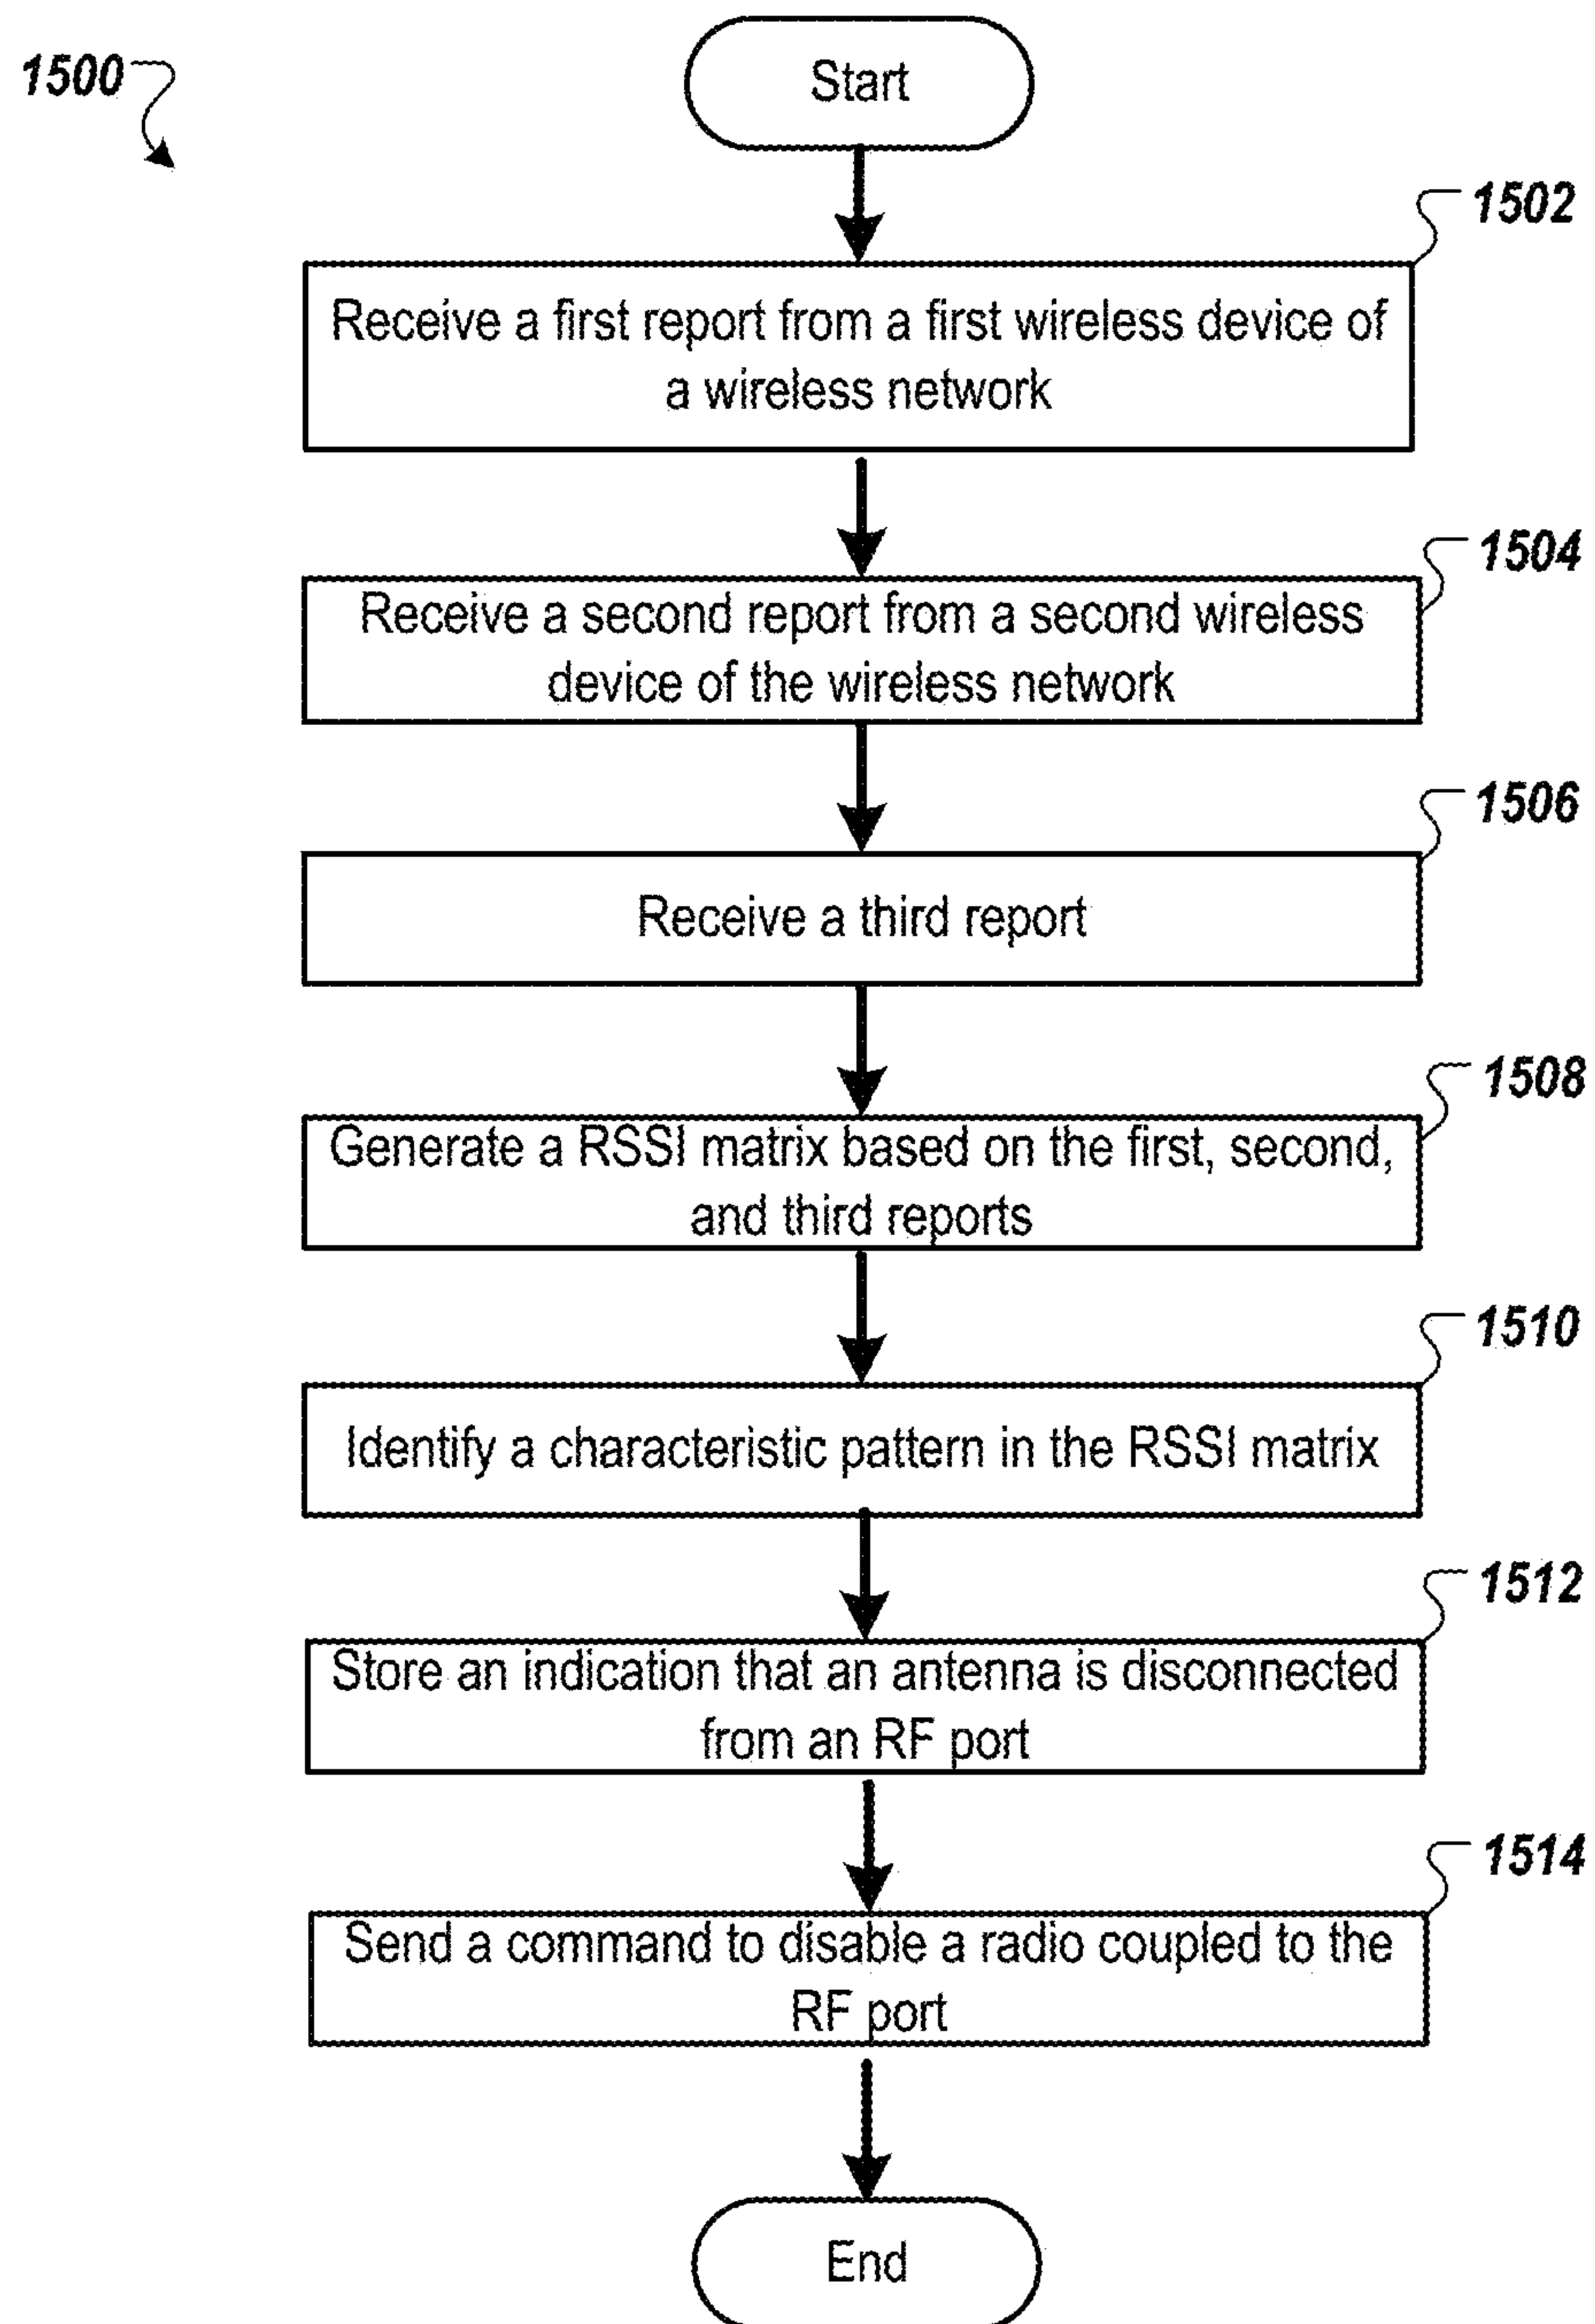 1500
Start
1502
Receive a first report from a first wireless device of
a wireless network
1504
Receive a second report from a second wireless
device of the wireless network
1506
Receive a third report
1508
Generate a RSSI matrix based on the first, second,
and third reports
1510
Identify a characteristic pattern in the RSSI matrix
1512
Store an indication that an antenna is disconnected
from an RF port
1514
Send a command to disable a radio coupled to the
RF port
End